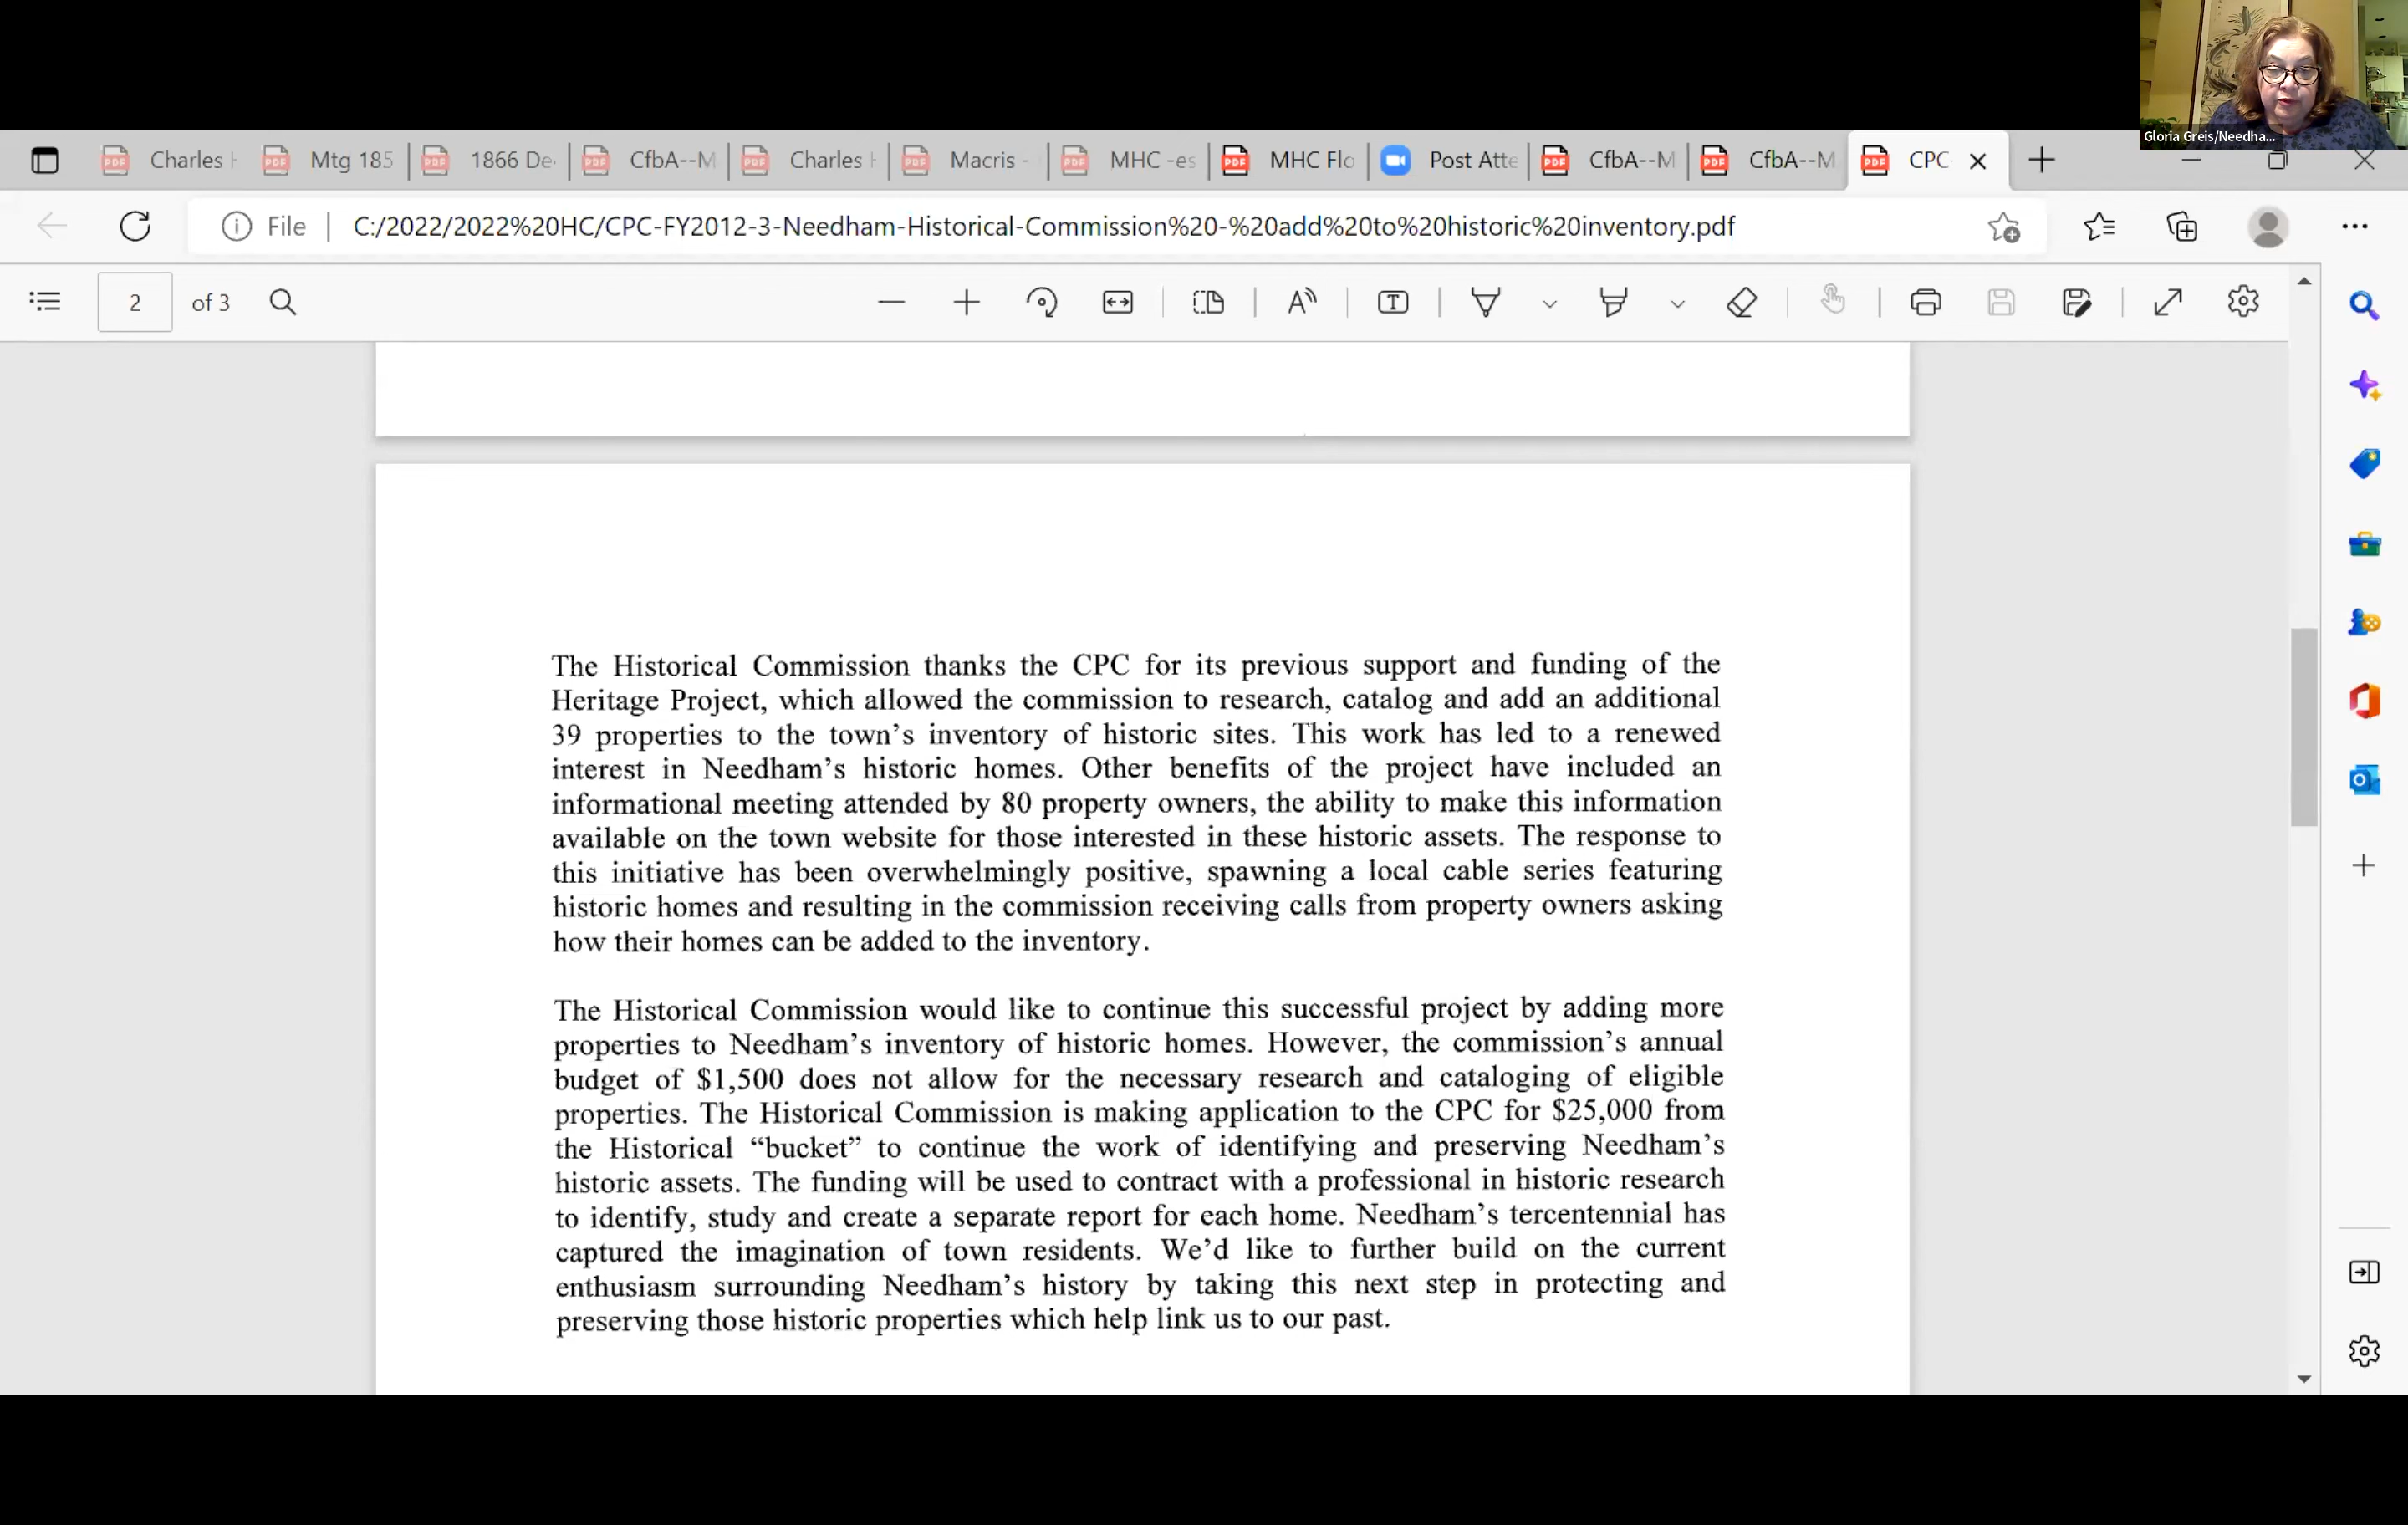 Gloria Greis/Needha...
Charles H
Mtg 185
1866 De
CfbA--M
Charles H
Macris -
MHC -es
MHC Flo
Post Atte
CfbA--M
CfbA--M
CPC
File
C:/2022/2022%20HC/CPC-FY2012-3-Needham-Historical-Commission%20-%20add%20to%20historic%20inventory.pdf
2 of 3
The Historical Commission thanks the CPC for its previous support and funding of the
Heritage Project, which allowed the commission to research, catalog and add an additional
39 properties to the town’s inventory of historic sites. This work has led to a renewed
interest in Needham’s historic homes. Other benefits of the project have included an
informational meeting attended by 80 property owners, the ability to make this information
available on the town website for those interested in these historic assets. The response to
this initiative has been overwhelmingly positive, spawning a local cable series featuring
historic homes and resulting in the commission receiving calls from property owners asking
how their homes can be added to the inventory.
The Historical Commission would like to continue this successful project by adding more
properties to Needham’s inventory of historic homes. However, the commission’s annual
budget of $1,500 does not allow for the necessary research and cataloging of eligible
properties. The Historical Commission is making application to the CPC for $25,000 from
the Historical “bucket” to continue the work of identifying and preserving Needham’s
historic assets. The funding will be used to contract with a professional in historic research
to identify, study and create a separate report for each home. Needham’s tercentennial has
captured the imagination of town residents. We’d like to further build on the current
enthusiasm surrounding Needham’s history by taking this next step in protecting and
preserving those historic properties which help link us to our past.